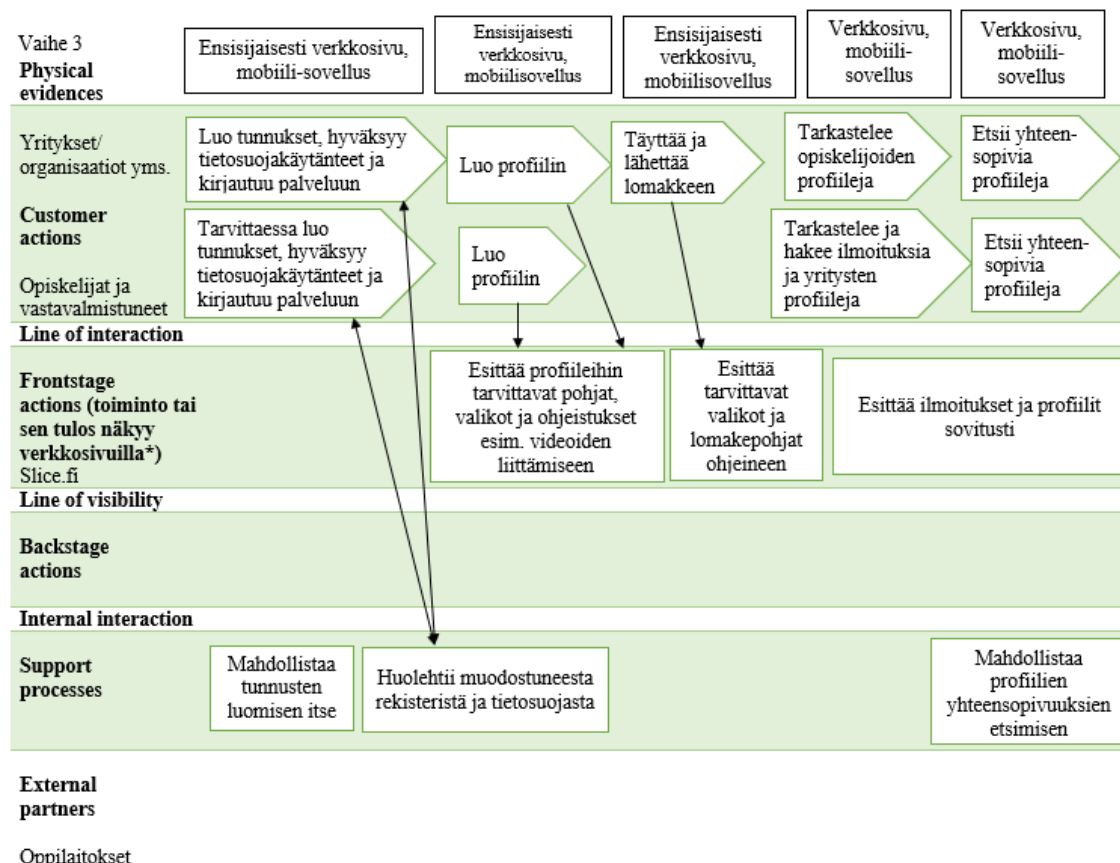 Vaihe 3
Physical
evidences
Ensisijaisesti verkkosivu,
mobiili-sovellus
Ensisijaisesti
verkkosivu,
mobiilisovellus
Ensisijaisesti
verkkosivu,
mobiilisovellus
Verkkosivu,
mobiili-
sovellus
Verkkosivu,
mobiili-
sovellus
Yritykset/
organisaatiot yms.
Luo tunnukset, hyväksyy
tietosuojakäytänteet ja
kirjautuu palveluun
Luo profiilin
Täyttää ja
lähettää
lomakkeen
Tarkastelee
opiskelijoiden
profiileja
Etsii yhteen-
sopivia
profiileja
Customer
actions
Opiskelijat ja
vastavalmistuneet
Tarvittaessa luo
tunnukset, hyväksyy
tietosuojakäytänteet ja
kirjautuu palveluun
Luo
profiilin
Tarkastelee ja
hakee ilmoituksia
ja yritysten
profiileja
Etsii yhteen-
sopivia
profiileja
Line of interaction
Frontstage
actions (toiminto tai
sen tulos näkyy
verkkosivuilla*)
Slice.fi
Esittää profiileihin
tarvittavat pohjat,
valikot ja ohjeistukset
esim. videoiden
liittämiseen
Esittää
tarvittavat
valikot ja
lomakepohjat
ohjeineen
Esittää ilmoitukset ja profiilit
sovitusti
Line of visibility
Backstage
actions
Internal interaction
Support
processes
Mahdollistaa
tunnusten
luomisen itse
Huolehtii muodostuneesta
rekisteristä ja tietosuojasta
Mahdollistaa
profiilien
yhteensopivuuksien
etsimisen
External
partners
Oppilaitokset